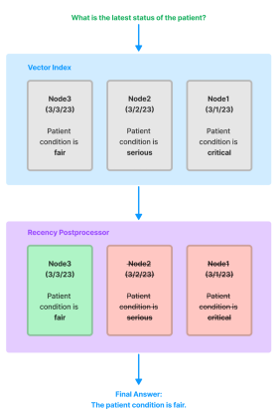 What is the latest status of the patient?
Vector Index
Node3
(3/3/23)
Patient
condition is
fair
Node2
(3/2/23)
Patient
condition is
serious
Node1
(3/1/23)
Patient
condition is
critical
Recency Postprocessor
Node3
(3/3/23)
Patient
condition is
fair
Node2
(3/2/23)
Patient
condition is
serious
Node1
(3/1/23)
Patient
condition is
critical
Final Answer:
The patient condition is fair.